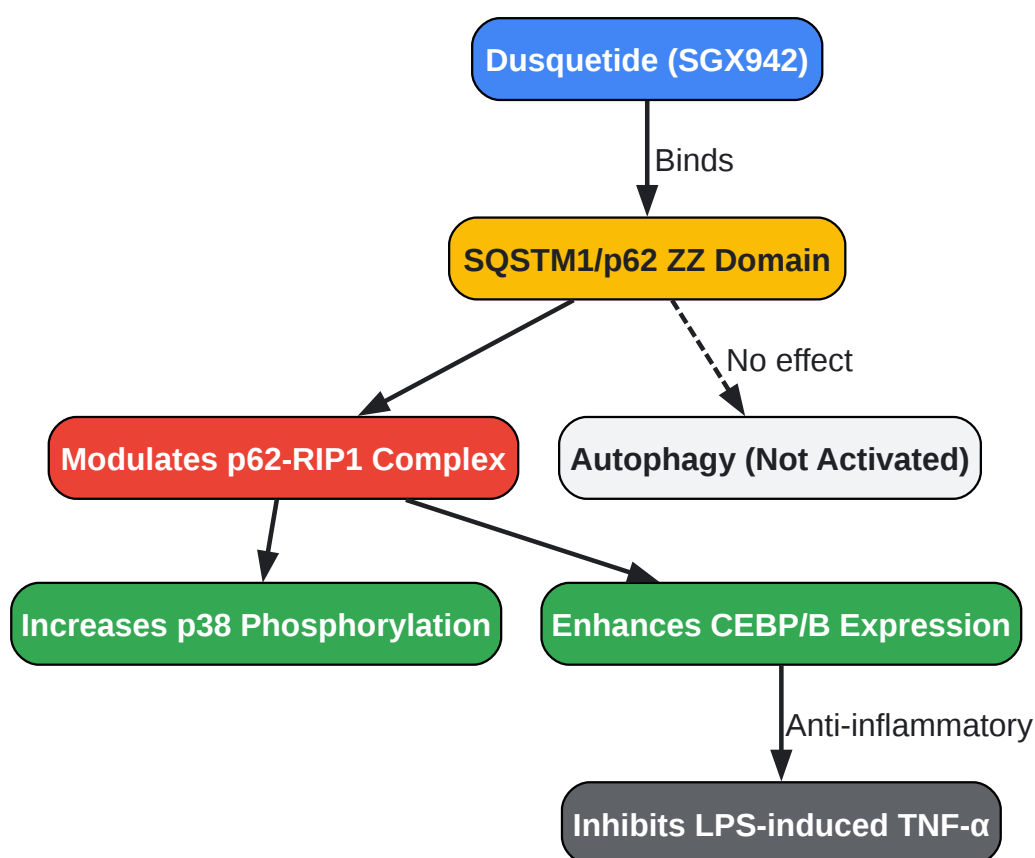 Dusquetide (SGX942)
Binds
SQSTM1/p62 ZZ Domain
No effect
Modulates p62-RIP1 Complex
Autophagy (Not Activated)
Increases p38 Phosphorylation
Enhances CEBP/B Expression
Anti-inflammatory
Inhibits LPS-induced TNF-α